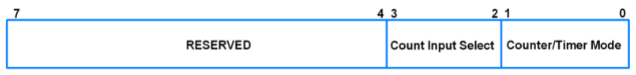 7 4 3 2 1 0
RESERVED Count Input Select Counter/Timer Mode